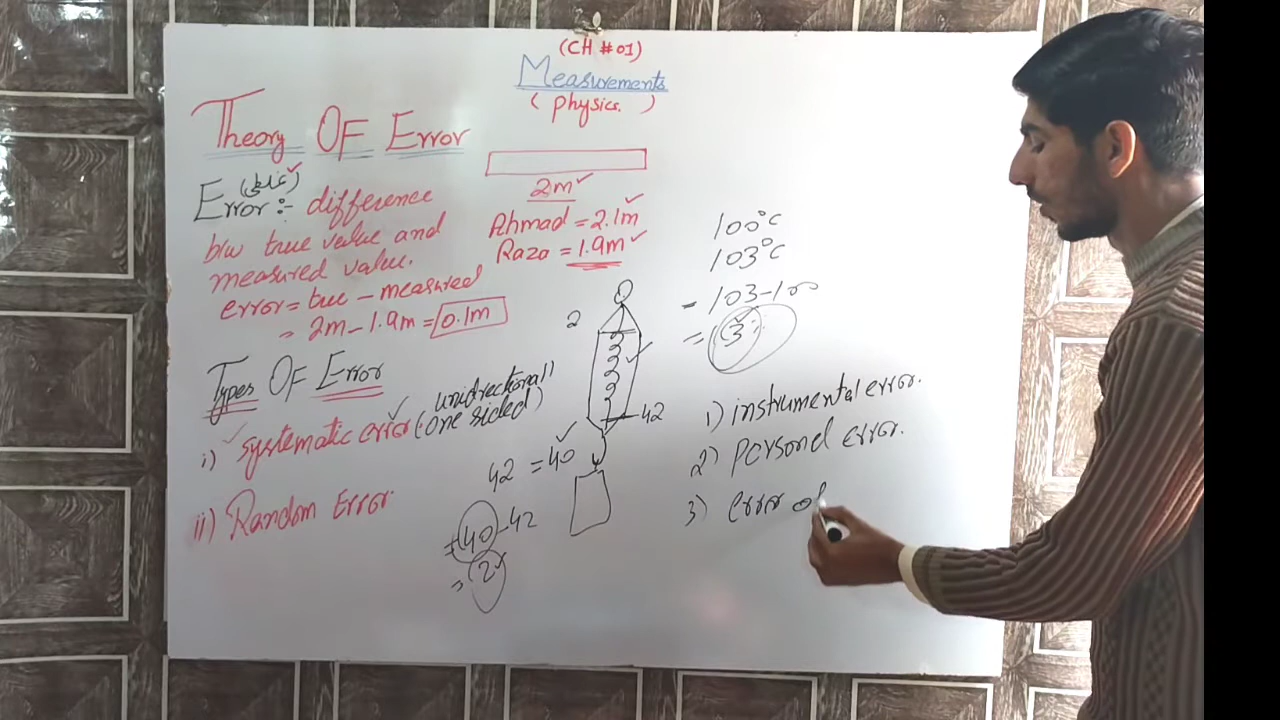 (CH # 01)
Measurements
( Physics. )
Theory OF Error
(غلطی)
Error :- difference
b/w true value and
measured value.
error = true - measured
= 2m - 1.9m = 0.1m
2m
Ahmad = 2.1m
Raza = 1.9m
Types OF Error
i) systematic error (one sided)
unidirectional
ii) Random Error
2
42
42 = 40
= 40 - 42
= 2
100°C
103°C
= 103-100
= 3
1) instrumental error.
2) Personal error.
3) error of